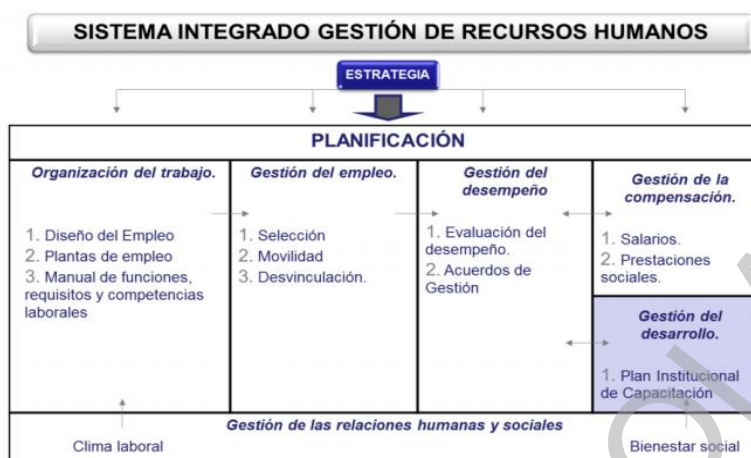 SISTEMA INTEGRADO GESTIÓN DE RECURSOS HUMANOS
ESTRATEGIA
PLANIFICACIÓN
Organización del trabajo.
1. Diseño del Empleo
2. Plantas de empleo
3. Manual de funciones,
requisitos y competencias
laborales
Gestión del empleo.
1. Selección
2. Movilidad
3. Desvinculación.
Gestión del
desempeño
1. Evaluación del
desempeño.
2. Acuerdos de
Gestión
Gestión de la
compensación.
1. Salarios.
2. Prestaciones
sociales.
Gestión del
desarrollo.
1. Plan Institucional
de Capacitación
Gestión de las relaciones humanas y sociales
Clima laboral
Bienestar social